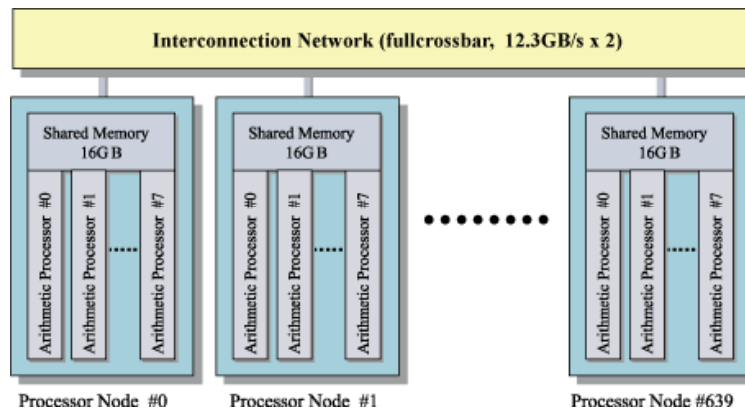 Interconnection Network (fullcrossbar, 12.3GB/s x 2)
Shared Memory
16GB
Arithmetic Processor #0
Arithmetic Processor #1
Arithmetic Processor #7
Processor Node #0
Shared Memory
16GB
Arithmetic Processor #0
Arithmetic Processor #1
Arithmetic Processor #7
Processor Node #1
Shared Memory
16GB
Arithmetic Processor #0
Arithmetic Processor #1
Arithmetic Processor #7
Processor Node #639